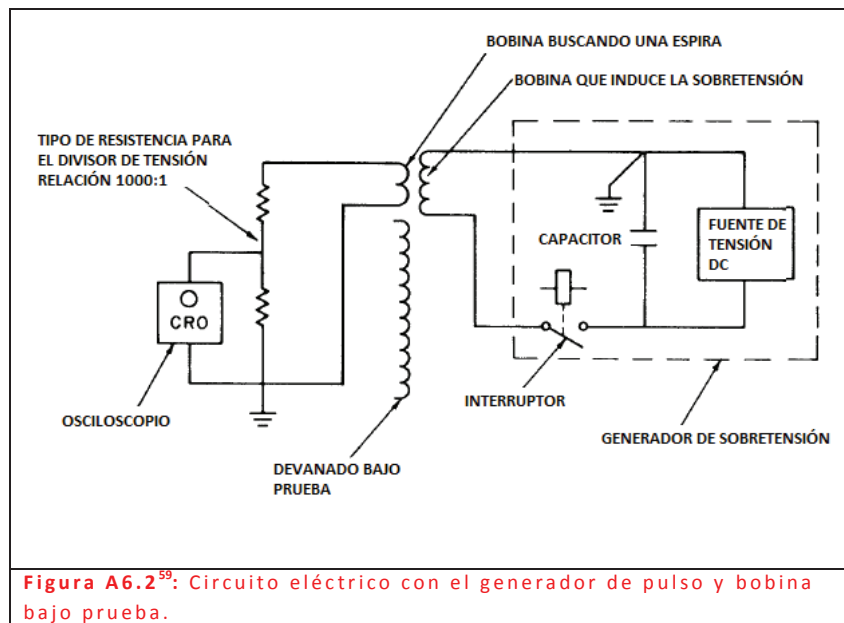 BOBINA BUSCANDO UNA ESPIRA
BOBINA QUE INDUCE LA SOBRETENSIÓN
TIPO DE RESISTENCIA PARA
EL DIVISOR DE TENSIÓN
RELACIÓN 1000:1
CAPACITOR
FUENTE DE
TENSIÓN
DC
CRO
OSCILOSCOPIO
INTERRUPTOR
GENERADOR DE SOBRETENSIÓN
DEVANADO BAJO
PRUEBA
Figura A6.2⁵⁹: Circuito eléctrico con el generador de pulso y bobina
bajo prueba.